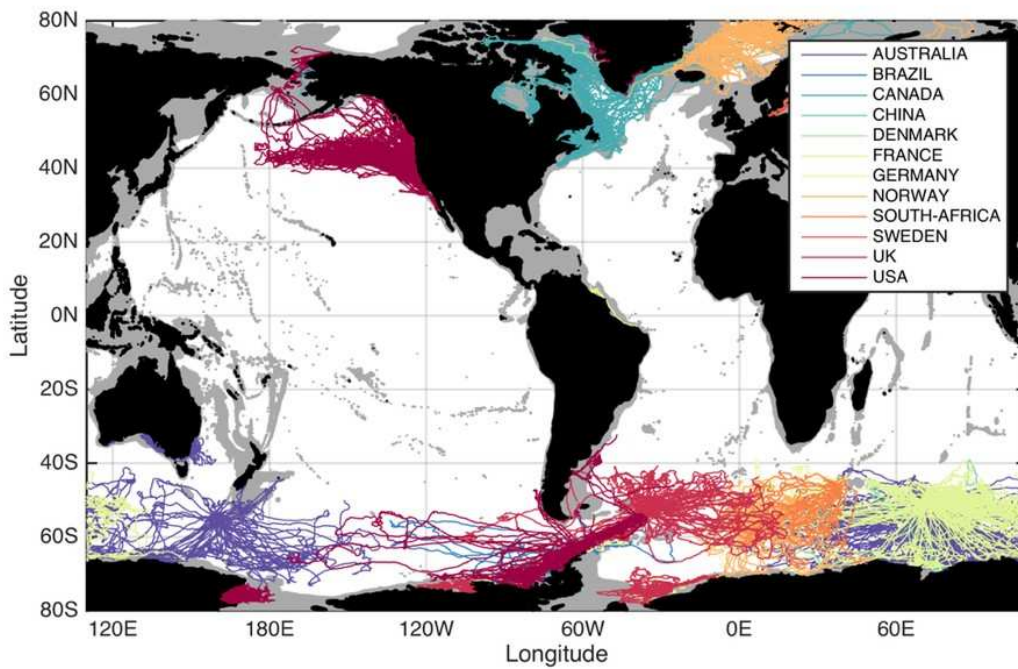 80N
60N
40N
20N
0N
20S
40S
60S
80S
Latitude
120E
180E
120W
60W
0E
60E
Longitude
AUSTRALIA
BRAZIL
CANADA
CHINA
DENMARK
FRANCE
GERMANY
NORWAY
SOUTH-AFRICA
SWEDEN
UK
USA